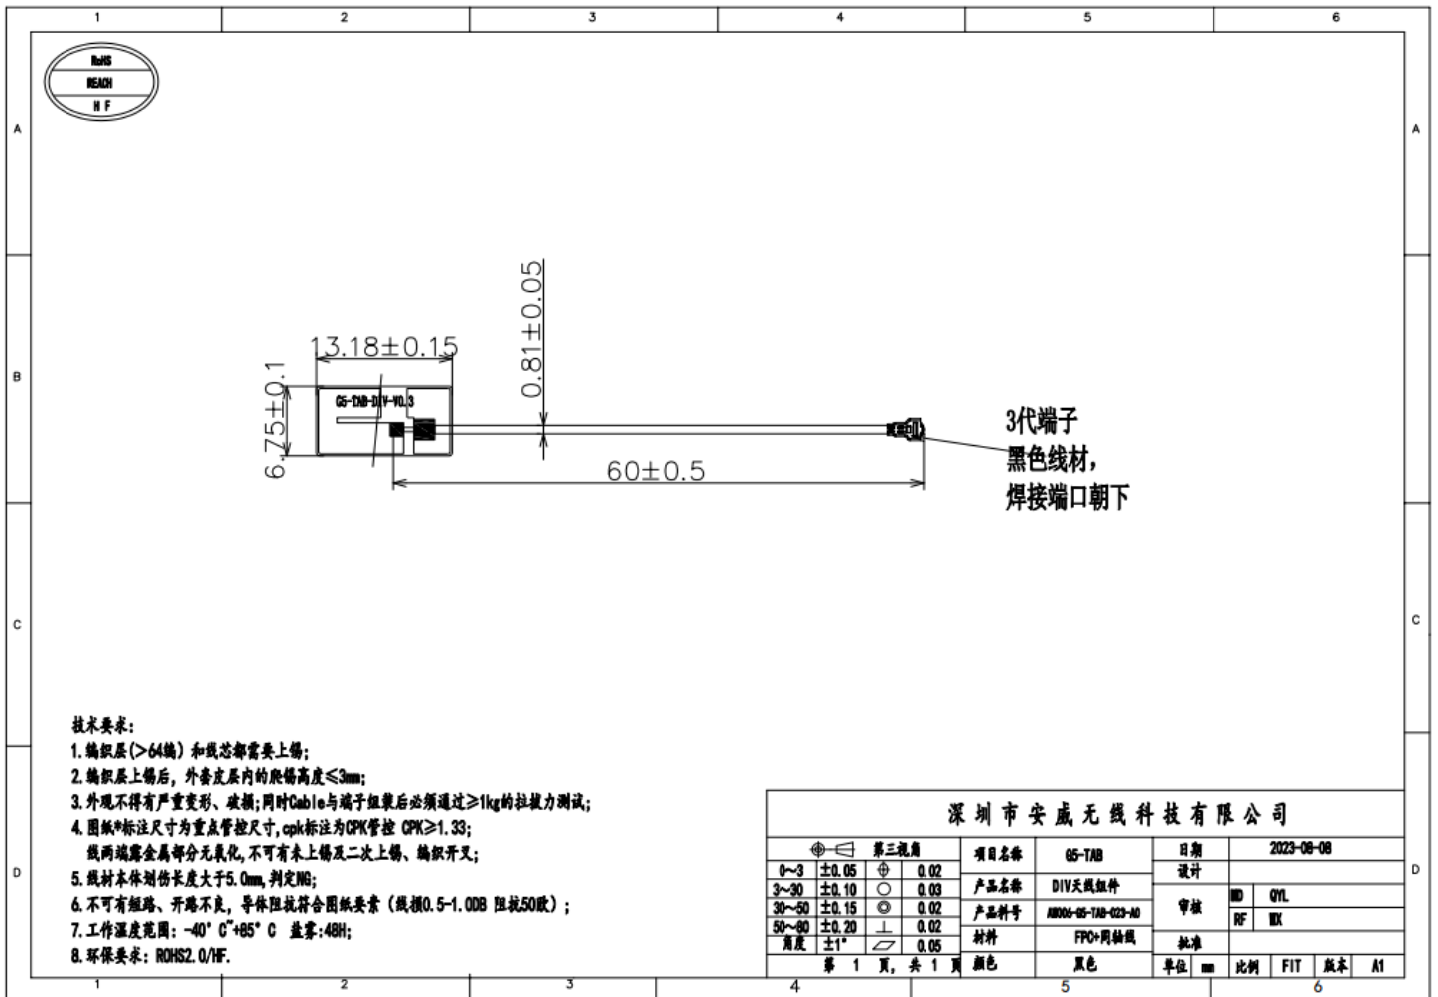 1 2 3 4 5 6
RoHS
REACH
H F
A A
B B
C C
D D
13.18±0.15
6.75±0.1
0.81±0.05
60±0.5
G5-TAB-DIV-V0.3
3代端子
黑色线材，
焊接端口朝下
技术要求：
1.编织层(>64编) 和线芯都需要上锡；
2.编织层上锡后，外套皮层内的爬锡高度≤3mm；
3.外观不得有严重变形、破损；同时Cable与端子组装后必须通过≥1kg的拉拔力测试；
4.图纸*标注尺寸为重点管控尺寸，cpk标注为CPK管控 CPK≥1.33；
线两端露金属部分无氧化，不可有未上锡及二次上锡、编织开叉；
5.线材本体划伤长度大于5.0mm，判定NG；
6.不可有短路、开路不良，导体阻抗符合图纸要素（线损0.5-1.0DB 阻抗50欧）；
7.工作温度范围：-40°C~+85°C 盐雾:48H；
8.环保要求：ROHS2.0/HF.
深圳市安威无线科技有限公司
第三视角
0～3 ±0.05 0.02
3～30 ±0.10 0.03
30～50 ±0.15 0.02
50～80 ±0.20 ⊥ 0.02
角度 ±1° 0.05
第 1 页，共 1 页
项目名称 G5-TAB
产品名称 DIV天线组件
产品料号 AW006-G5-TAB-023-A0
材料 FPC+同轴线
颜色 黑色
日期 2023-08-08
设计
审核 MD QYL
RF WX
批准
单位 mm 比例 FIT 版本 A1
1 2 3 4 5 6